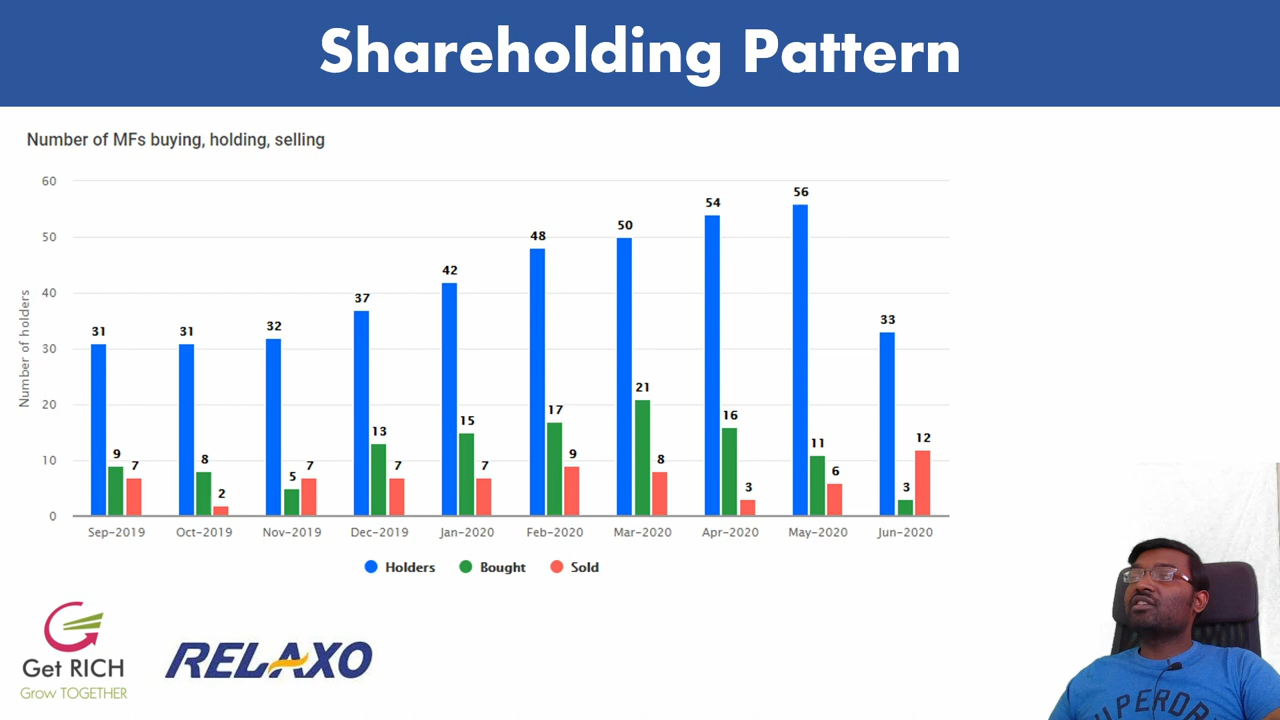 Shareholding Pattern
Number of MFs buying, holding, selling
60
50
40
30
20
10
0
Number of holders
31 9 7
31 8 2
32 5 7
37 13 7
42 15 7
48 17 9
50 21 8
54 16 3
56 11 6
33 3 12
Sep-2019 Oct-2019 Nov-2019 Dec-2019 Jan-2020 Feb-2020 Mar-2020 Apr-2020 May-2020 Jun-2020
Holders Bought Sold
Get RICH
Grow TOGETHER
RELAXO